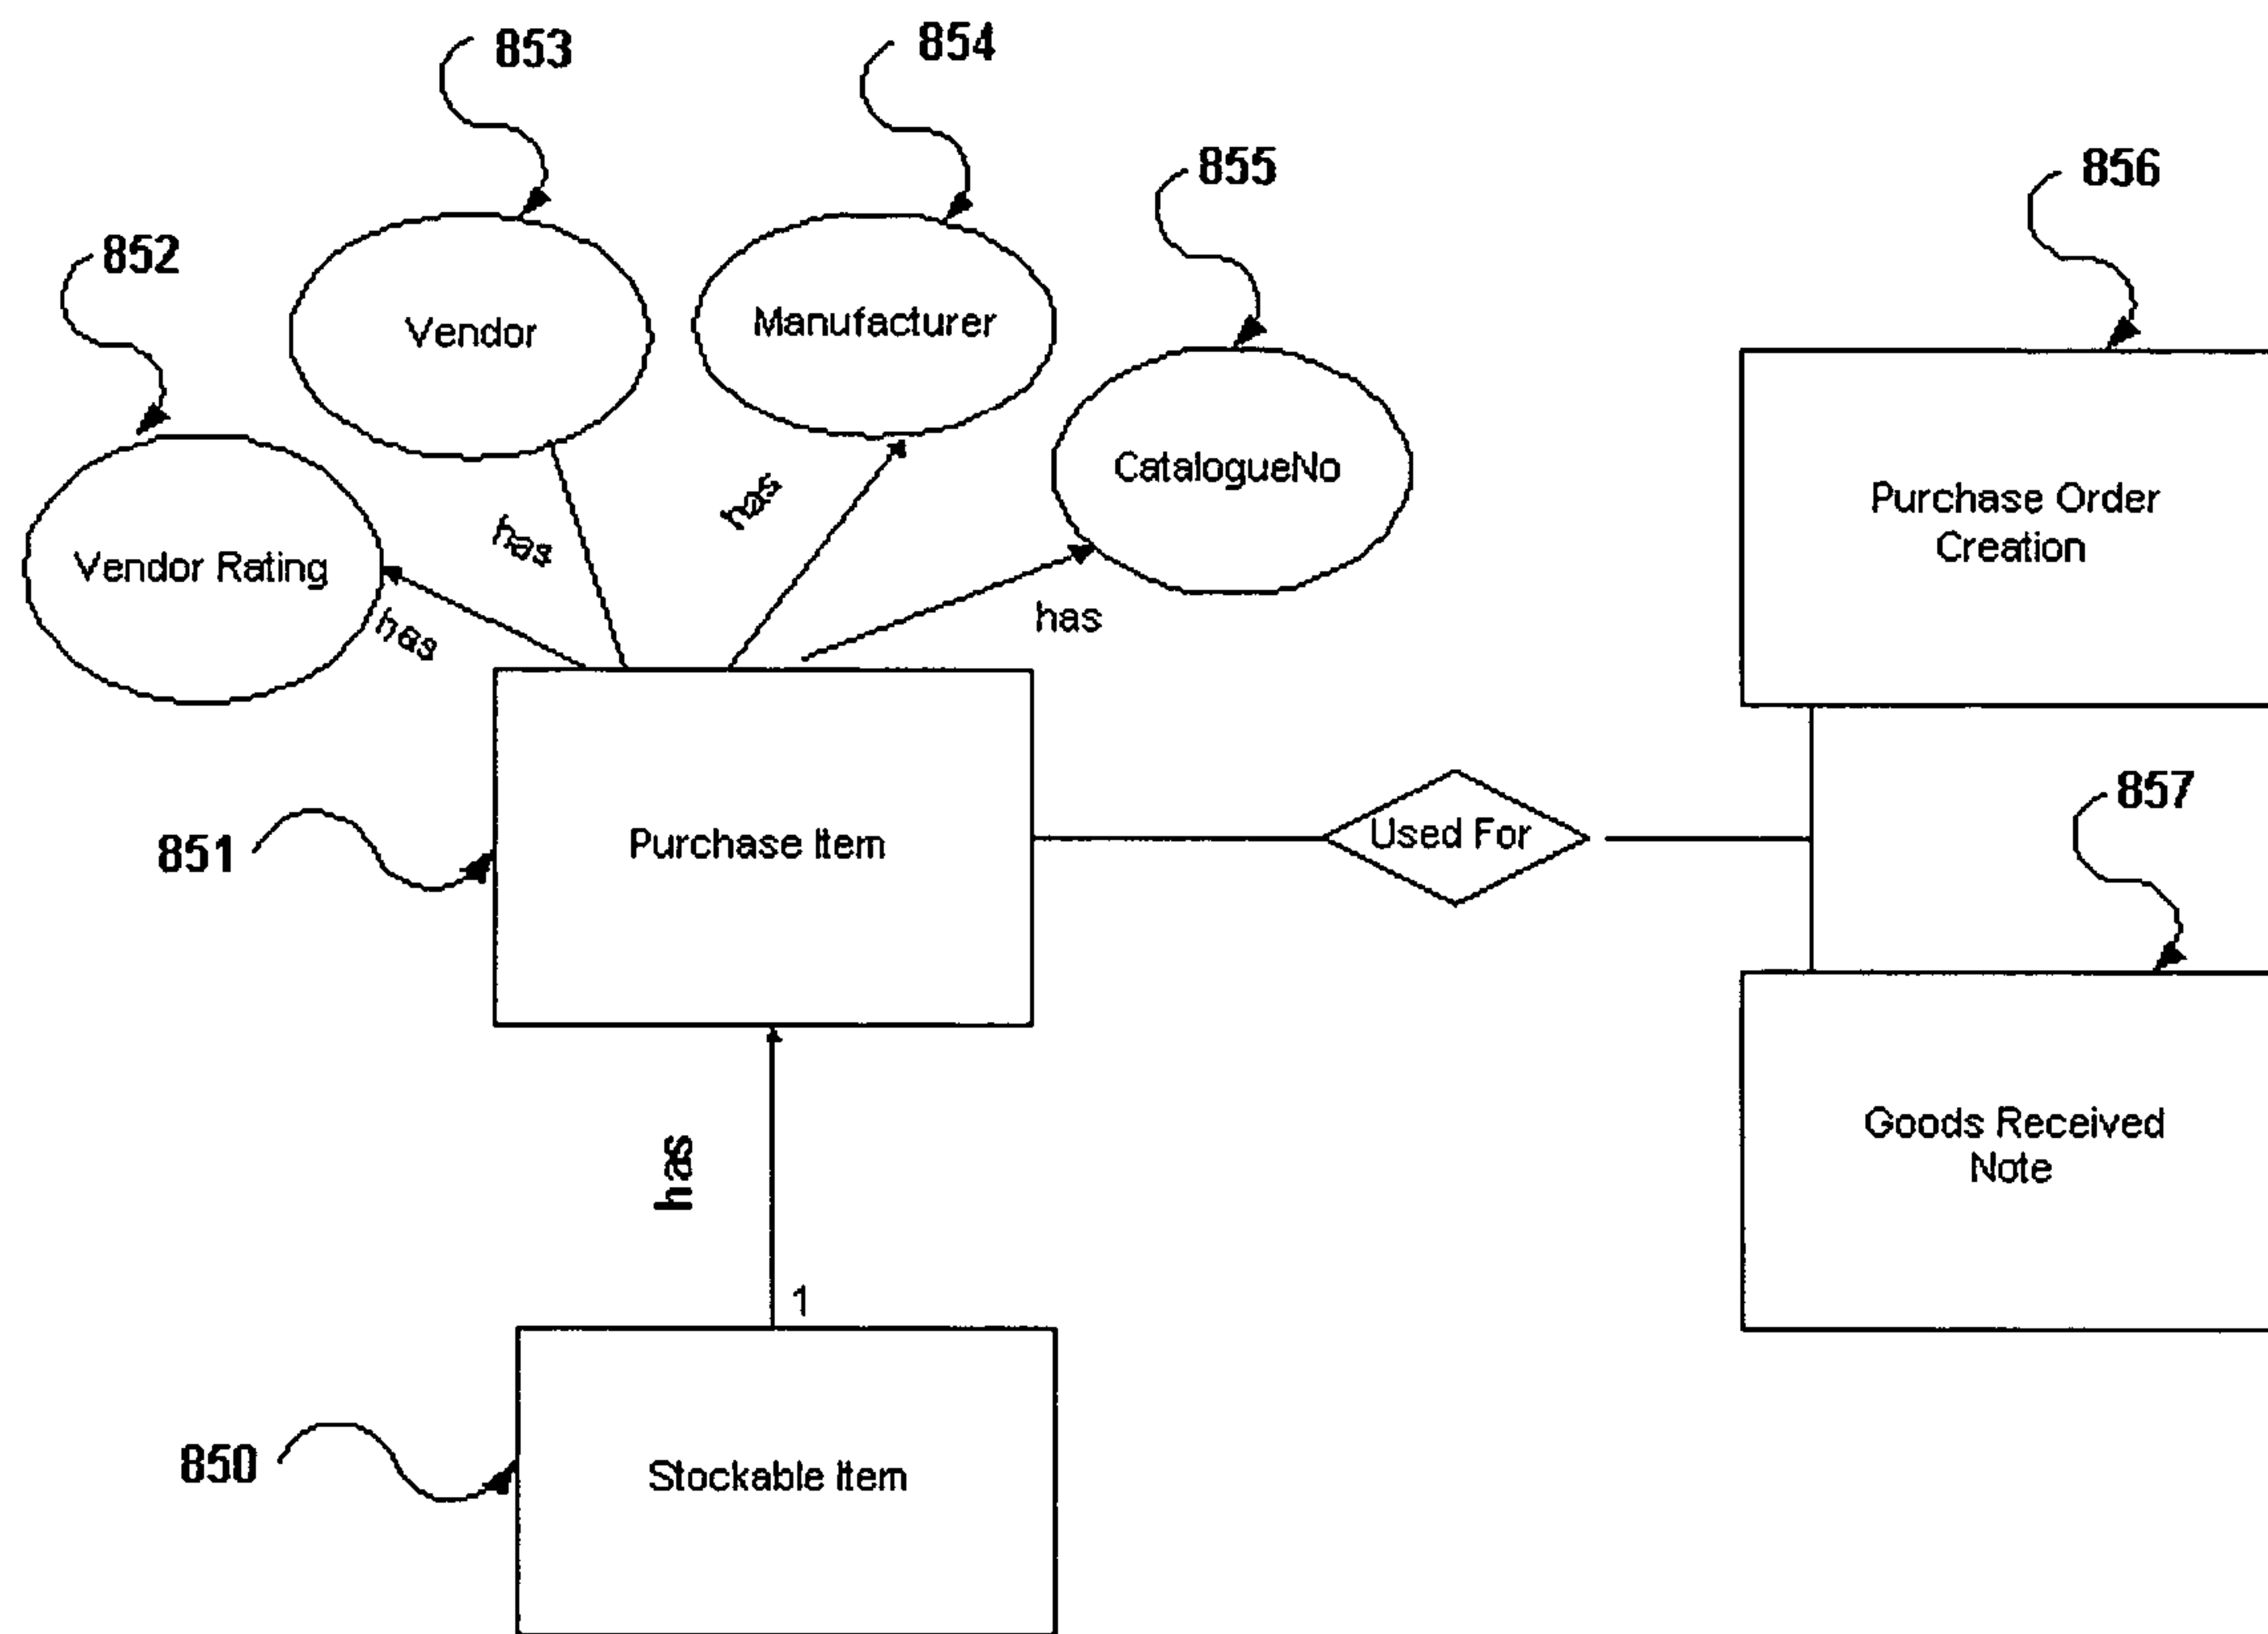 853
854
855
856
852
Vendor
Manufacturer
CatalogueNo
Purchase Order
Creation
Vendor Rating
has
has
has
has
857
851
Purchase Item
Used For
Goods Received
Note
has
1
850
Stockable Item